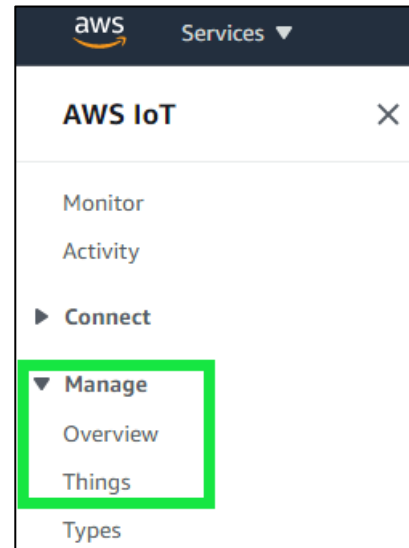 aws
Services ▼
AWS IoT
Monitor
Activity
Connect
Manage
Overview
Things
Types